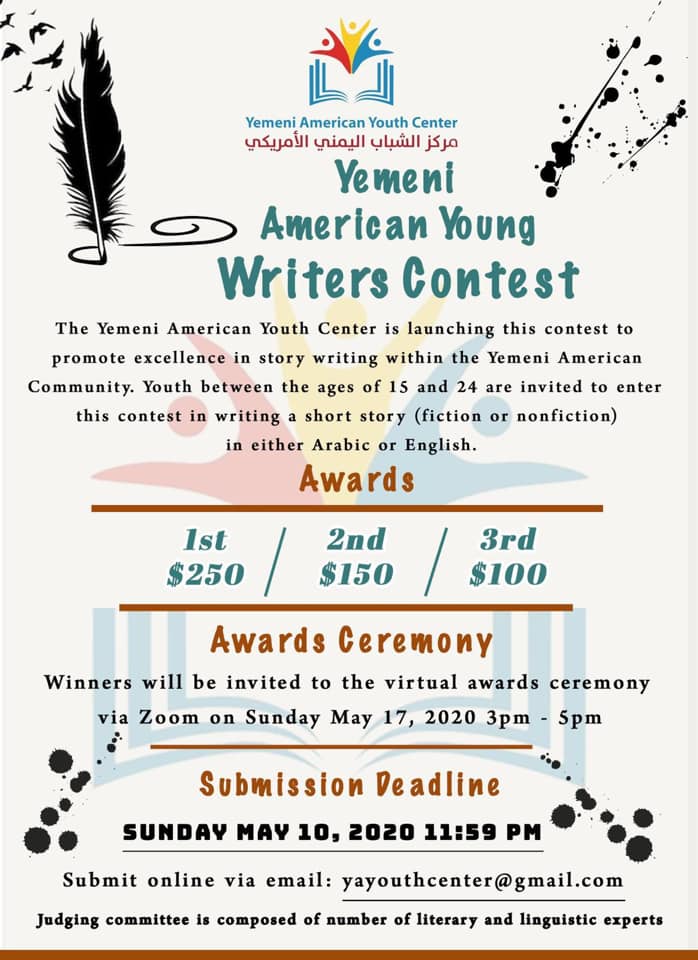 Yemeni American Youth Center
مركز الشباب اليمني الأمريكي
Yemeni
American Young
Writers Contest
The Yemeni American Youth Center is launching this contest to
promote excellence in story writing within the Yemeni American
Community. Youth between the ages of 15 and 24 are invited to enter
this contest in writing a short story (fiction or nonfiction)
in either Arabic or English.
Awards
1st / 2nd / 3rd
$250 $150 $100
Awards Ceremony
Winners will be invited to the virtual awards ceremony
via Zoom on Sunday May 17, 2020 3pm - 5pm
Submission Deadline
SUNDAY MAY 10, 2020 11:59 PM
Submit online via email: yayouthcenter@gmail.com
Judging committee is composed of number of literary and linguistic experts